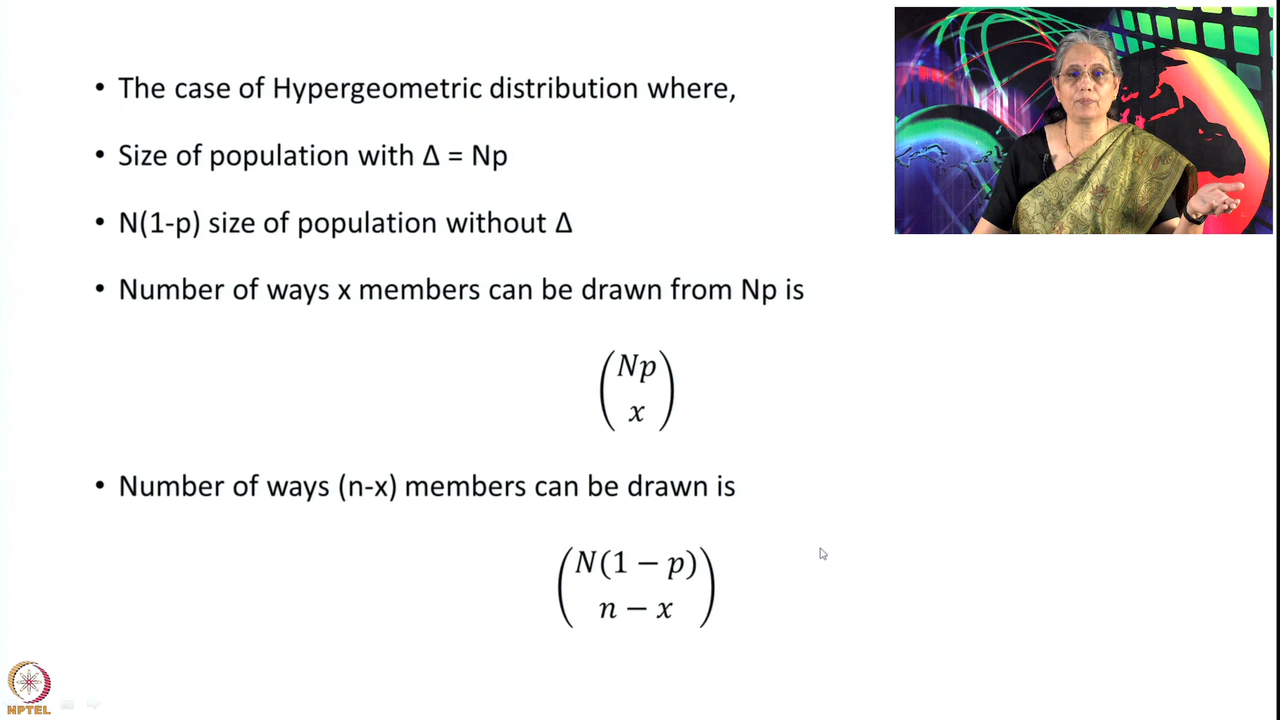 • The case of Hypergeometric distribution where,
• Size of population with Δ = Np
• N(1-p) size of population without Δ
• Number of ways x members can be drawn from Np is
(Np
x)
• Number of ways (n-x) members can be drawn is
(N(1 − p)
n − x)
NPTEL